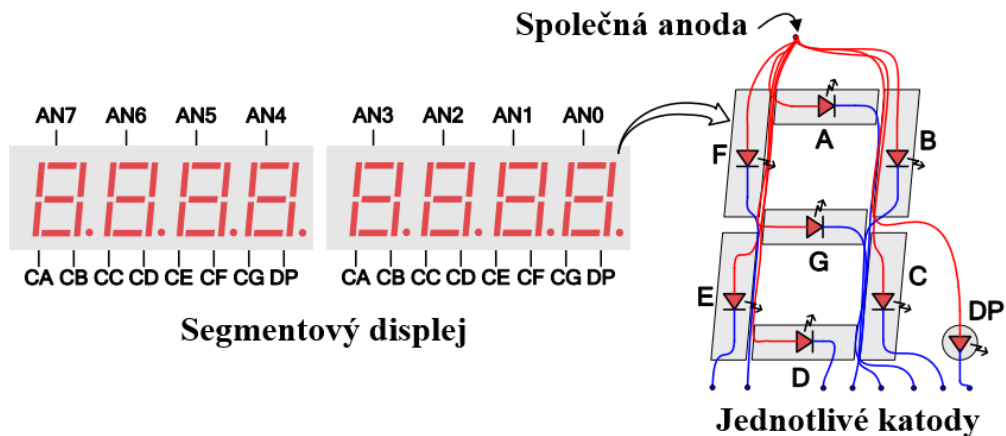 Společná anoda
AN7 AN6 AN5 AN4
AN3 AN2 AN1 AN0
CA CB CC CD CE CF CG DP
CA CB CC CD CE CF CG DP
Segmentový displej
A
F
B
G
E
C
D
DP
Jednotlivé katody